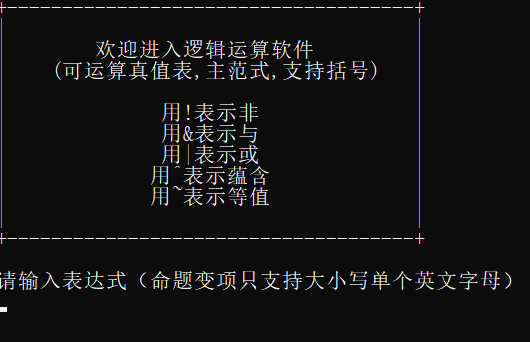 欢迎进入逻辑运算软件
(可运算真值表,主范式,支持括号)
用!表示非
用&表示与
用|表示或
用^表示蕴含
用~表示等值
请输入表达式（命题变项只支持大小写单个英文字母）